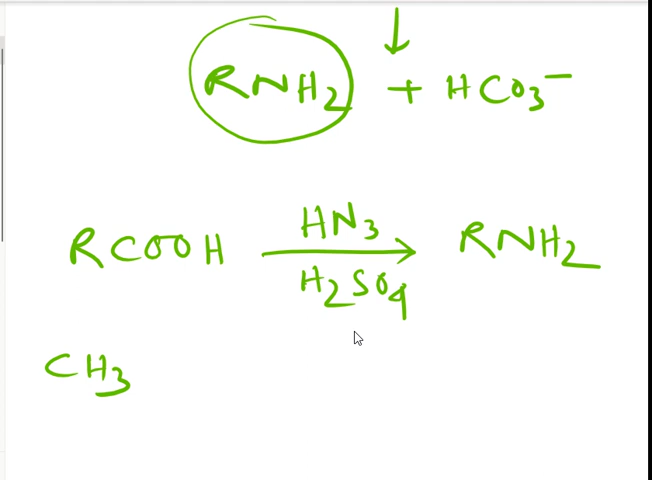 RNH2 + HCO3−
RCOOH HN3 H2SO4 RNH2
CH3